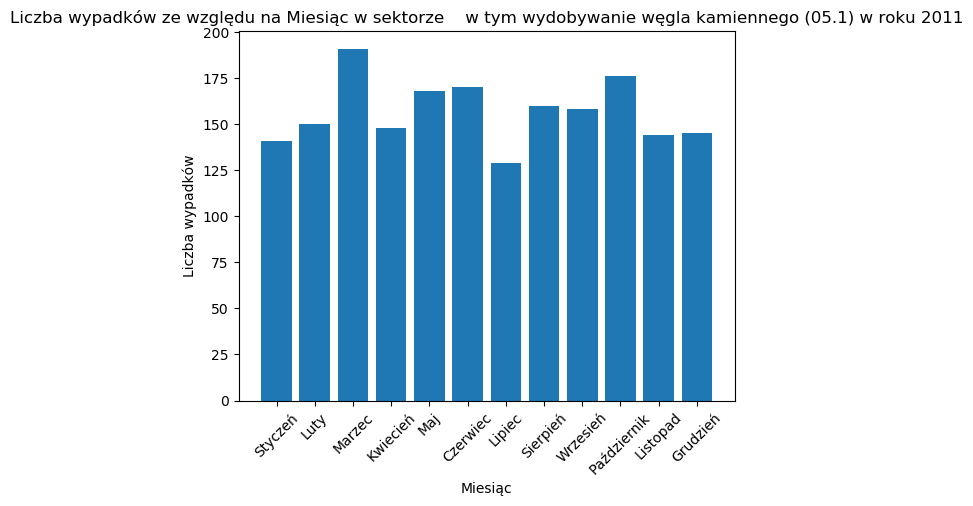 Liczba wypadków ze względu na Miesiąc w sektorze    w tym wydobywanie węgla kamiennego (05.1) w roku 2011
200
175
150
125
100
75
50
25
0
Liczba wypadków
Styczeń
Luty
Marzec
Kwiecień
Maj
Czerwiec
Lipiec
Sierpień
Wrzesień
Październik
Listopad
Grudzień
Miesiąc